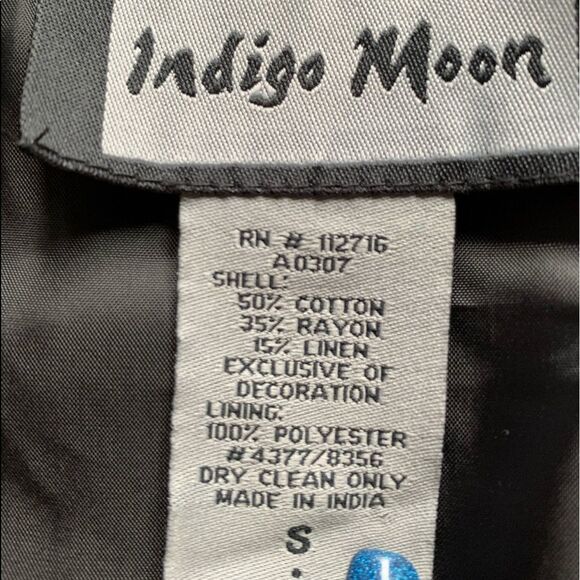 Indigo Moon
RN # 112716
A0307
SHELL:
50% COTTON
35% RAYON
15% LINEN
EXCLUSIVE OF
DECORATION
LINING:
100% POLYESTER
#4377/8356
DRY CLEAN ONLY
MADE IN INDIA
S